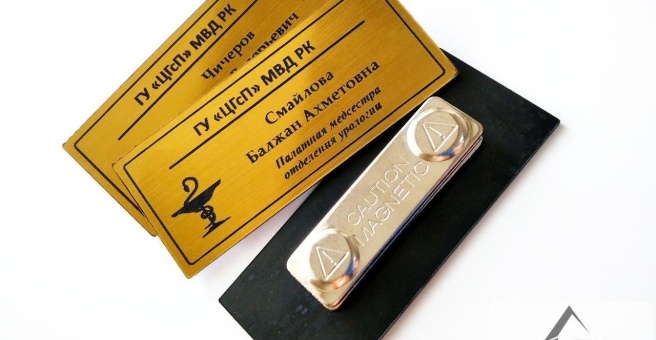 ГУ «ЦГсП» МВД РК
Чичеров
ГУ «ЦГсП» МВД РК
Смайлова
Балжан Ахметовна
Палатная медсестра
отделения урологии
CAUTION
MAGNETIC